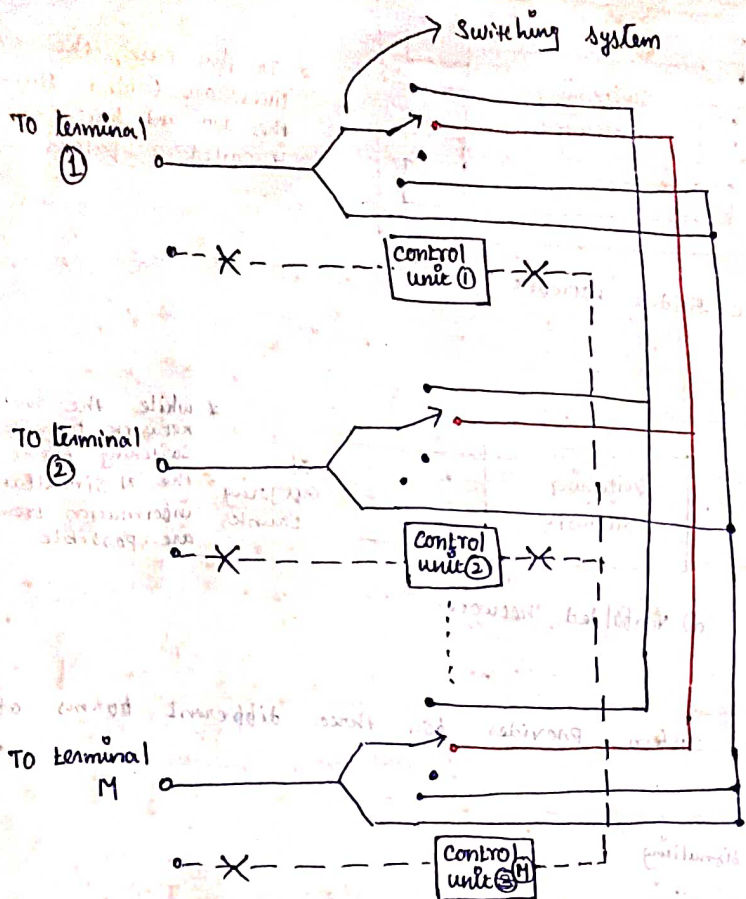 Switching system
TO terminal
①
control
unit ①
TO terminal
②
control
unit ②
TO terminal
M
control
unit Ⓜ